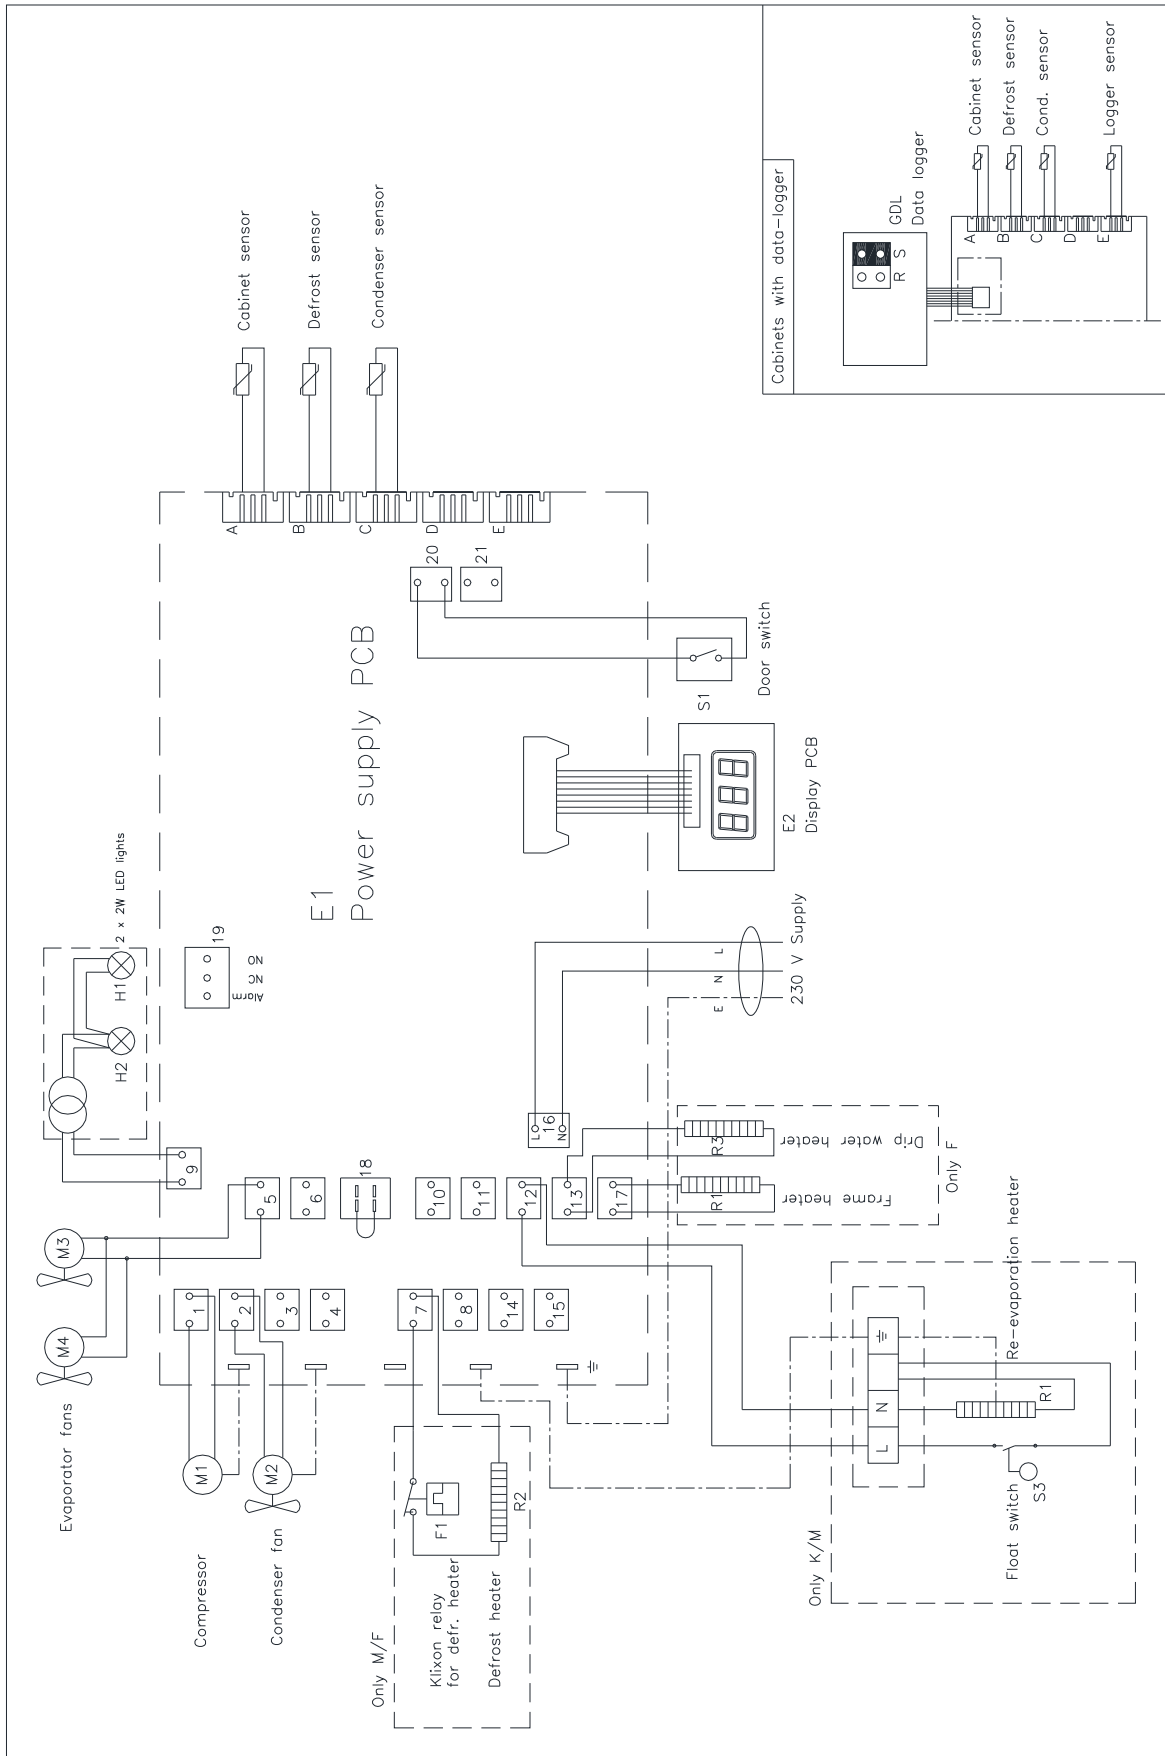 Evaporator fans
M4
M3
Compressor
M1
Condenser fan
M2
H2
H1
2 x 2W LED lights
9
5
6
18
10
11
12
13
17
1
2
3
4
7
8
14
15
19
Alarm
NC
NO
E1
Power supply PCB
A
B
C
D
E
Cabinet sensor
Defrost sensor
Condenser sensor
20
21
S1
Door switch
E2
Display PCB
L
16
N
E
N
L
230 V Supply
R3
Drip water heater
R1
Frame heater
Only F
Only M/F
Klixon relay
for defr. heater
F1
Defrost heater
R2
Only K/M
L
N
Float switch
S3
R1
Re-evaporation heater
Cabinets with data-logger
GDL
Data logger
R
S
A
B
C
D
E
Cabinet sensor
Defrost sensor
Cond. sensor
Logger sensor